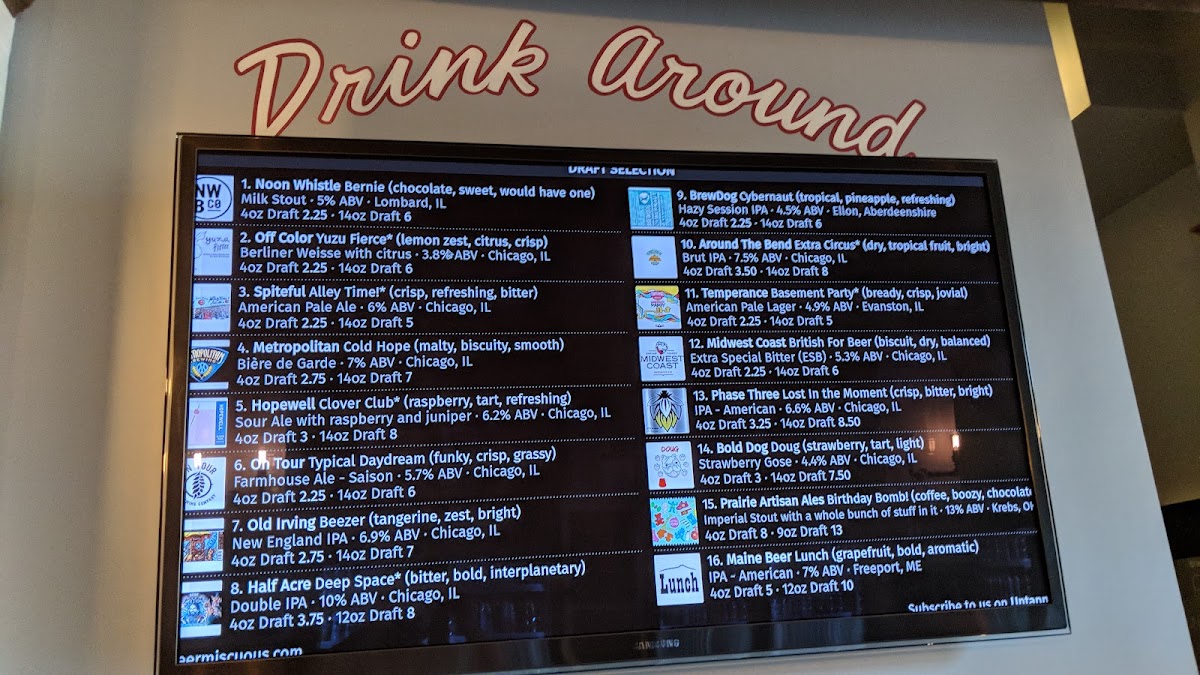 Drink Around
DRAFT SELECTION
NW
B CO
1. Noon Whistle Bernie (chocolate, sweet, would have one)
Milk Stout · 5% ABV · Lombard, IL
4oz Draft 2.25 · 14oz Draft 6
2. Off Color Yuzu Fierce* (lemon zest, citrus, crisp)
Berliner Weisse with citrus · 3.8% ABV · Chicago, IL
4oz Draft 2.25 · 14oz Draft 6
3. Spiteful Alley Time!* (crisp, refreshing, bitter)
American Pale Ale · 6% ABV · Chicago, IL
4oz Draft 2.25 · 14oz Draft 5
4. Metropolitan Cold Hope (malty, biscuity, smooth)
Bière de Garde · 7% ABV · Chicago, IL
4oz Draft 2.75 · 14oz Draft 7
5. Hopewell Clover Club* (raspberry, tart, refreshing)
Sour Ale with raspberry and juniper · 6.2% ABV · Chicago, IL
4oz Draft 3 · 14oz Draft 8
6. On Tour Typical Daydream (funky, crisp, grassy)
Farmhouse Ale - Saison · 5.7% ABV · Chicago, IL
4oz Draft 2.25 · 14oz Draft 6
7. Old Irving Beezer (tangerine, zest, bright)
New England IPA · 6.9% ABV · Chicago, IL
4oz Draft 2.75 · 14oz Draft 7
8. Half Acre Deep Space* (bitter, bold, interplanetary)
Double IPA · 10% ABV · Chicago, IL
4oz Draft 3.75 · 12oz Draft 8
permiscuous.com
9. BrewDog Cybernaut (tropical, pineapple, refreshing)
Hazy Session IPA · 4.5% ABV · Ellon, Aberdeenshire
4oz Draft 2.25 · 14oz Draft 6
10. Around The Bend Extra Circus* (dry, tropical fruit, bright)
Brut IPA · 7.5% ABV · Chicago, IL
4oz Draft 3.50 · 14oz Draft 8
11. Temperance Basement Party* (bready, crisp, jovial)
American Pale Lager · 4.9% ABV · Evanston, IL
4oz Draft 2.25 · 14oz Draft 5
MIDWEST
COAST
12. Midwest Coast British For Beer (biscuit, dry, balanced)
Extra Special Bitter (ESB) · 5.3% ABV · Chicago, IL
4oz Draft 2.25 · 14oz Draft 6
13. Phase Three Lost In the Moment (crisp, bitter, bright)
IPA - American · 6.6% ABV · Chicago, IL
4oz Draft 3.25 · 14oz Draft 8.50
DOUG
14. Bold Dog Doug (strawberry, tart, light)
Strawberry Gose · 4.4% ABV · Chicago, IL
4oz Draft 3 · 14oz Draft 7.50
15. Prairie Artisan Ales Birthday Bomb! (coffee, boozy, chocolate
Imperial Stout with a whole bunch of stuff in it · 13% ABV · Krebs, OK
4oz Draft 8 · 9oz Draft 13
Lunch
16. Maine Beer Lunch (grapefruit, bold, aromatic)
IPA - American · 7% ABV · Freeport, ME
4oz Draft 5 · 12oz Draft 10
Subscribe to us on Untapp
SAMSUNG